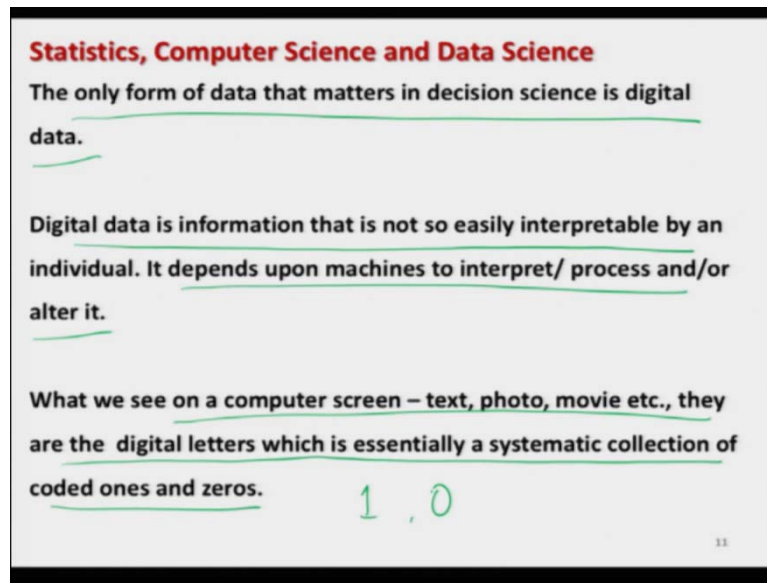 Statistics, Computer Science and Data Science
The only form of data that matters in decision science is digital
data.
Digital data is information that is not so easily interpretable by an
individual. It depends upon machines to interpret/ process and/or
alter it.
What we see on a computer screen – text, photo, movie etc., they
are the digital letters which is essentially a systematic collection of
coded ones and zeros.
1 , 0
11